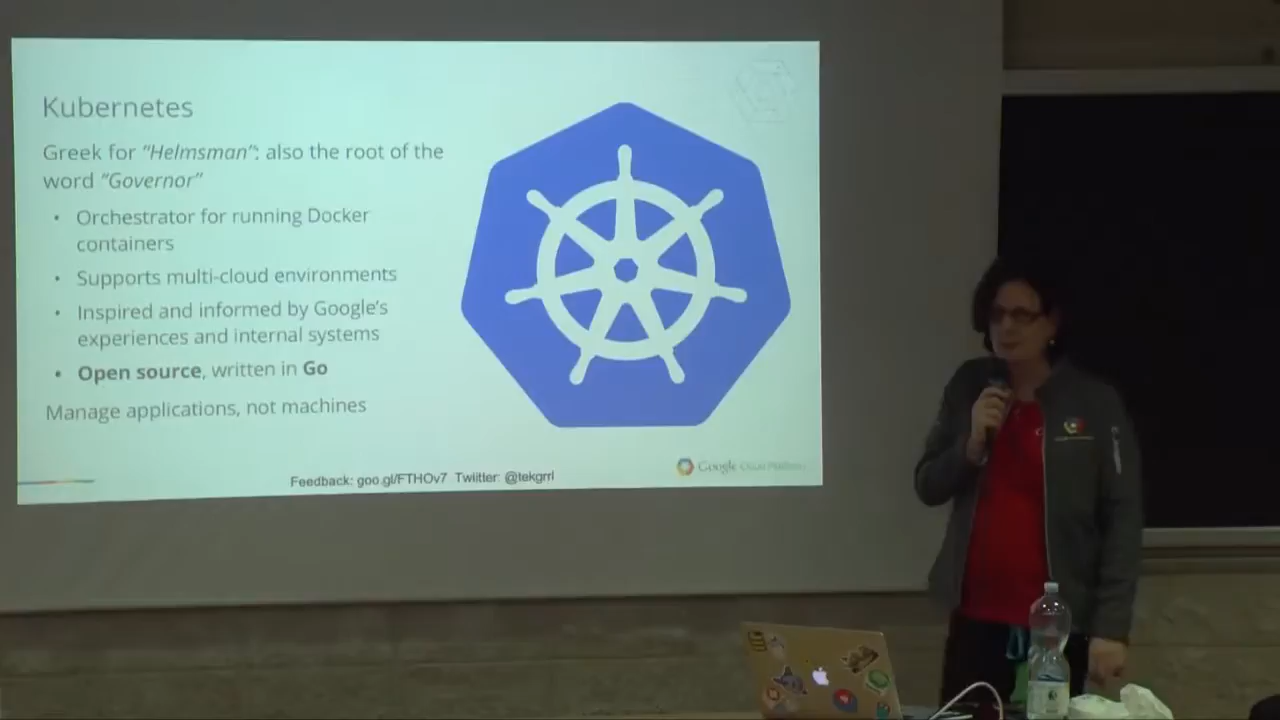 Kubernetes
Greek for “Helmsman”: also the root of the
word “Governor”
• Orchestrator for running Docker
containers
• Supports multi-cloud environments
• Inspired and informed by Google’s
experiences and internal systems
• Open source, written in Go
Manage applications, not machines
Feedback: goo.gl/FTHOv7 Twitter: @tekgrrl
Google Cloud Platform